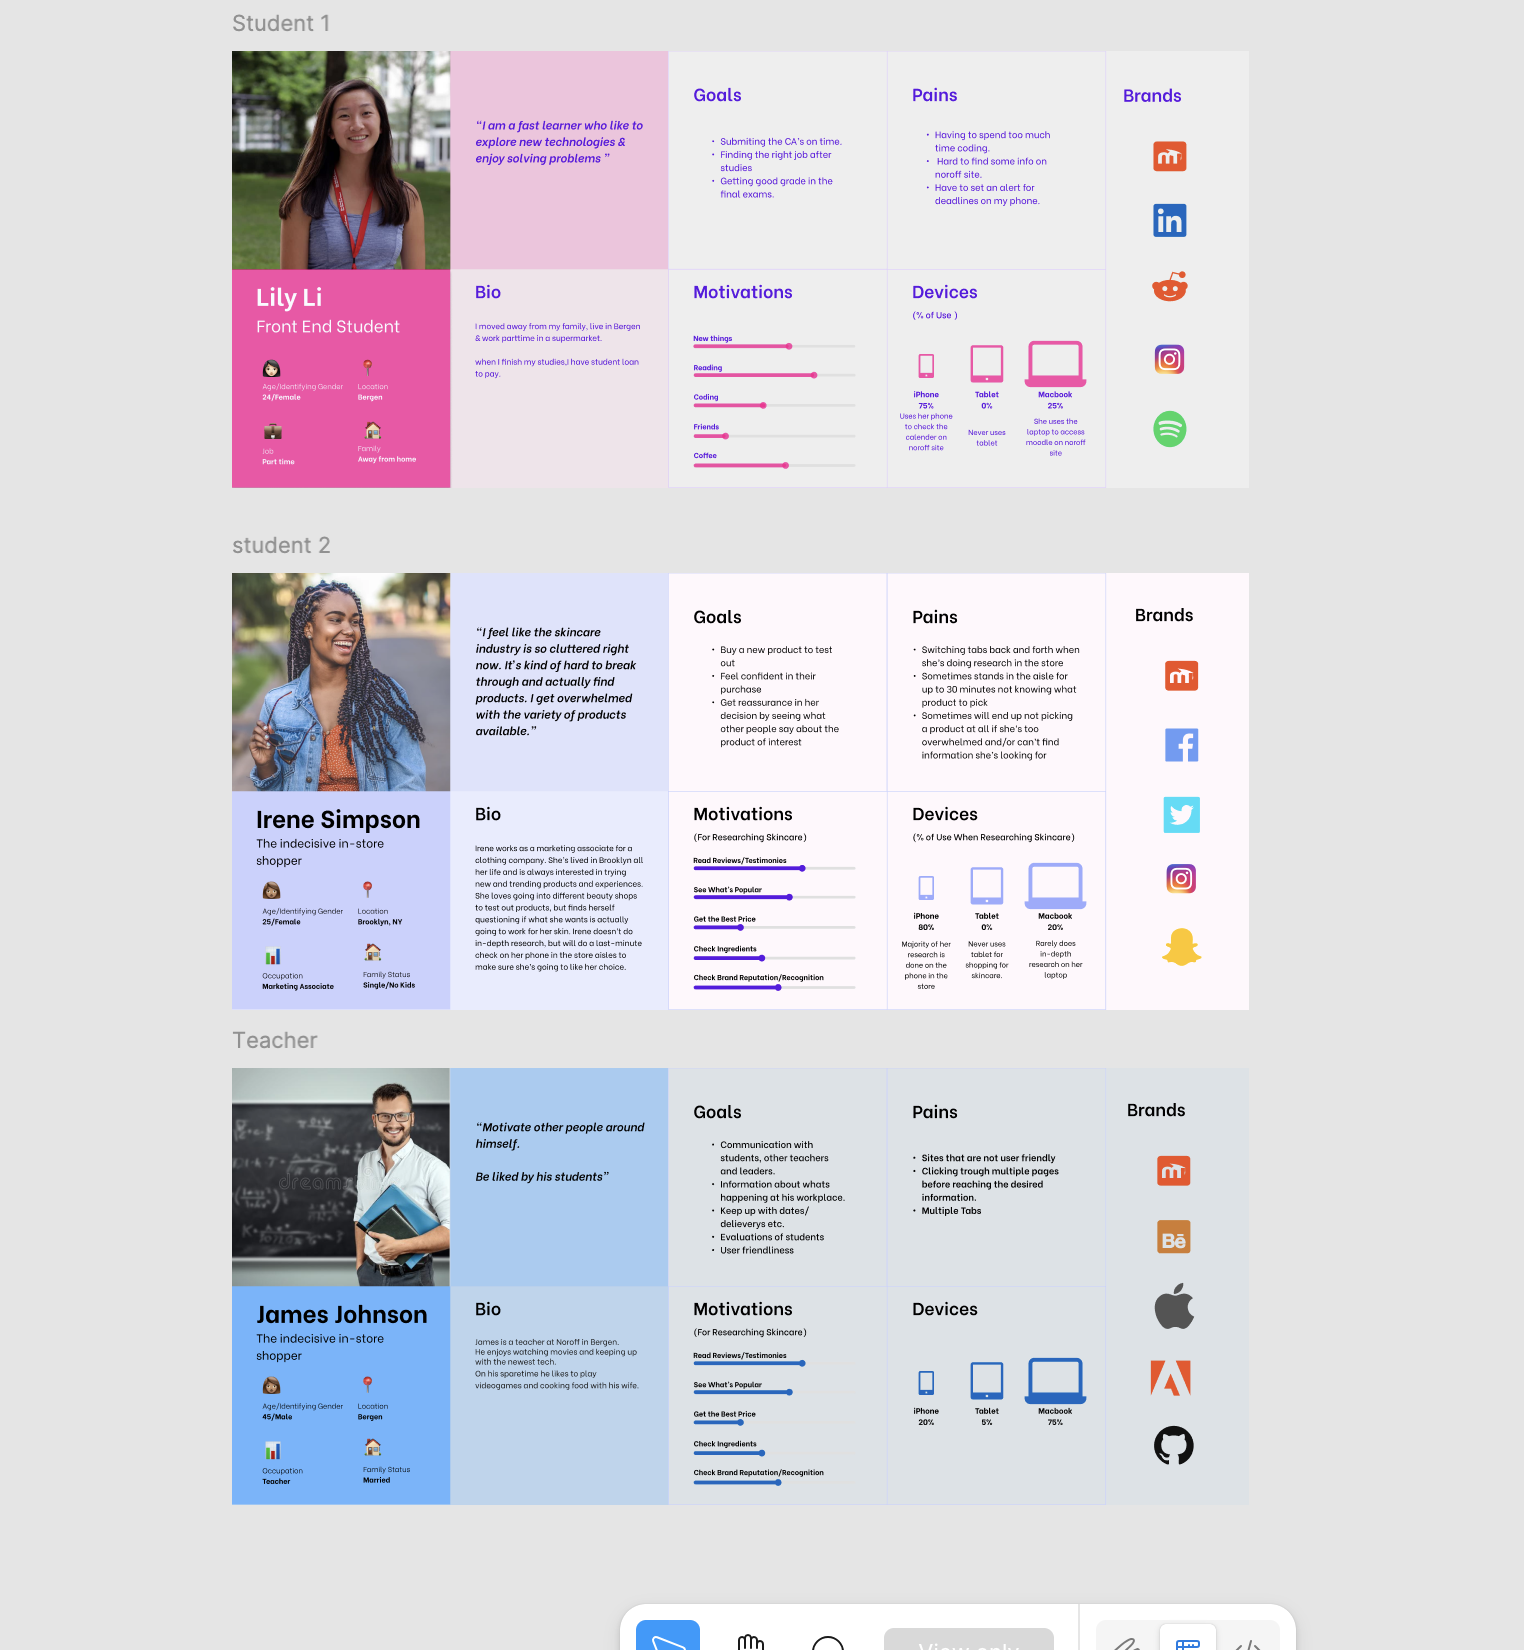 Student 1
“I am a fast learner who like to
explore new technologies &
enjoy solving problems ”
Goals
• Submiting the CA's on time.
• Finding the right job after
studies
• Getting good grade in the
final exams.
Pains
• Having to spend too much
time coding.
• Hard to find some info on
noroff site.
• Have to set an alert for
deadlines on my phone.
Brands
in
Lily Li
Front End Student
Age/Identifying Gender
24/Female
Location
Bergen
Job
Part time
Family
Away from home
Bio
I moved away from my family, live in Bergen
& work parttime in a supermarket.
when I finish my studies,I have student loan
to pay.
Motivations
New things
Reading
Coding
Friends
Coffee
Devices
(% of Use )
iPhone
75%
Uses her phone
to check the
calender on
noroff site
Tablet
0%
Never uses
tablet
Macbook
25%
She uses the
laptop to access
moodle on noroff
site
student 2
“I feel like the skincare
industry is so cluttered right
now. It's kind of hard to break
through and actually find
products. I get overwhelmed
with the variety of products
available.”
Goals
• Buy a new product to test
out
• Feel confident in their
purchase
• Get reassurance in her
decision by seeing what
other people say about the
product of interest
Pains
• Switching tabs back and forth when
she's doing research in the store
• Sometimes stands in the aisle for
up to 30 minutes not knowing what
product to pick
• Sometimes will end up not picking
a product at all if she's too
overwhelmed and/or can't find
information she's looking for
Brands
Irene Simpson
The indecisive in-store
shopper
Age/Identifying Gender
25/Female
Location
Brooklyn, NY
Occupation
Marketing Associate
Family Status
Single/No Kids
Bio
Irene works as a marketing associate for a
clothing company. She's lived in Brooklyn all
her life and is always interested in trying
new and trending products and experiences.
She loves going into different beauty shops
to test out products, but finds herself
questioning if what she wants is actually
going to work for her skin. Irene doesn't do
in-depth research, but will do a last-minute
check on her phone in the store aisles to
make sure she's going to like her choice.
Motivations
(For Researching Skincare)
Read Reviews/Testimonies
See What's Popular
Get the Best Price
Check Ingredients
Check Brand Reputation/Recognition
Devices
(% of Use When Researching Skincare)
iPhone
80%
Majority of her
research is
done on the
phone in the
store
Tablet
0%
Never uses
tablet for
shopping for
skincare.
Macbook
20%
Rarely does
in-depth
research on her
laptop
Teacher
dreams
“Motivate other people around
himself.
Be liked by his students”
Goals
• Communication with
students, other teachers
and leaders.
• Information about whats
happening at his workplace.
• Keep up with dates/
delieverys etc.
• Evaluations of students
• User friendliness
Pains
• Sites that are not user friendly
• Clicking trough multiple pages
before reaching the desired
information.
• Multiple Tabs
Brands
Bē
James Johnson
The indecisive in-store
shopper
Age/Identifying Gender
45/Male
Location
Bergen
Occupation
Teacher
Family Status
Married
Bio
James is a teacher at Noroff in Bergen.
He enjoys watching movies and keeping up
with the newest tech.
On his sparetime he likes to play
videogames and cooking food with his wife.
Motivations
(For Researching Skincare)
Read Reviews/Testimonies
See What's Popular
Get the Best Price
Check Ingredients
Check Brand Reputation/Recognition
Devices
iPhone
20%
Tablet
5%
Macbook
75%
View only